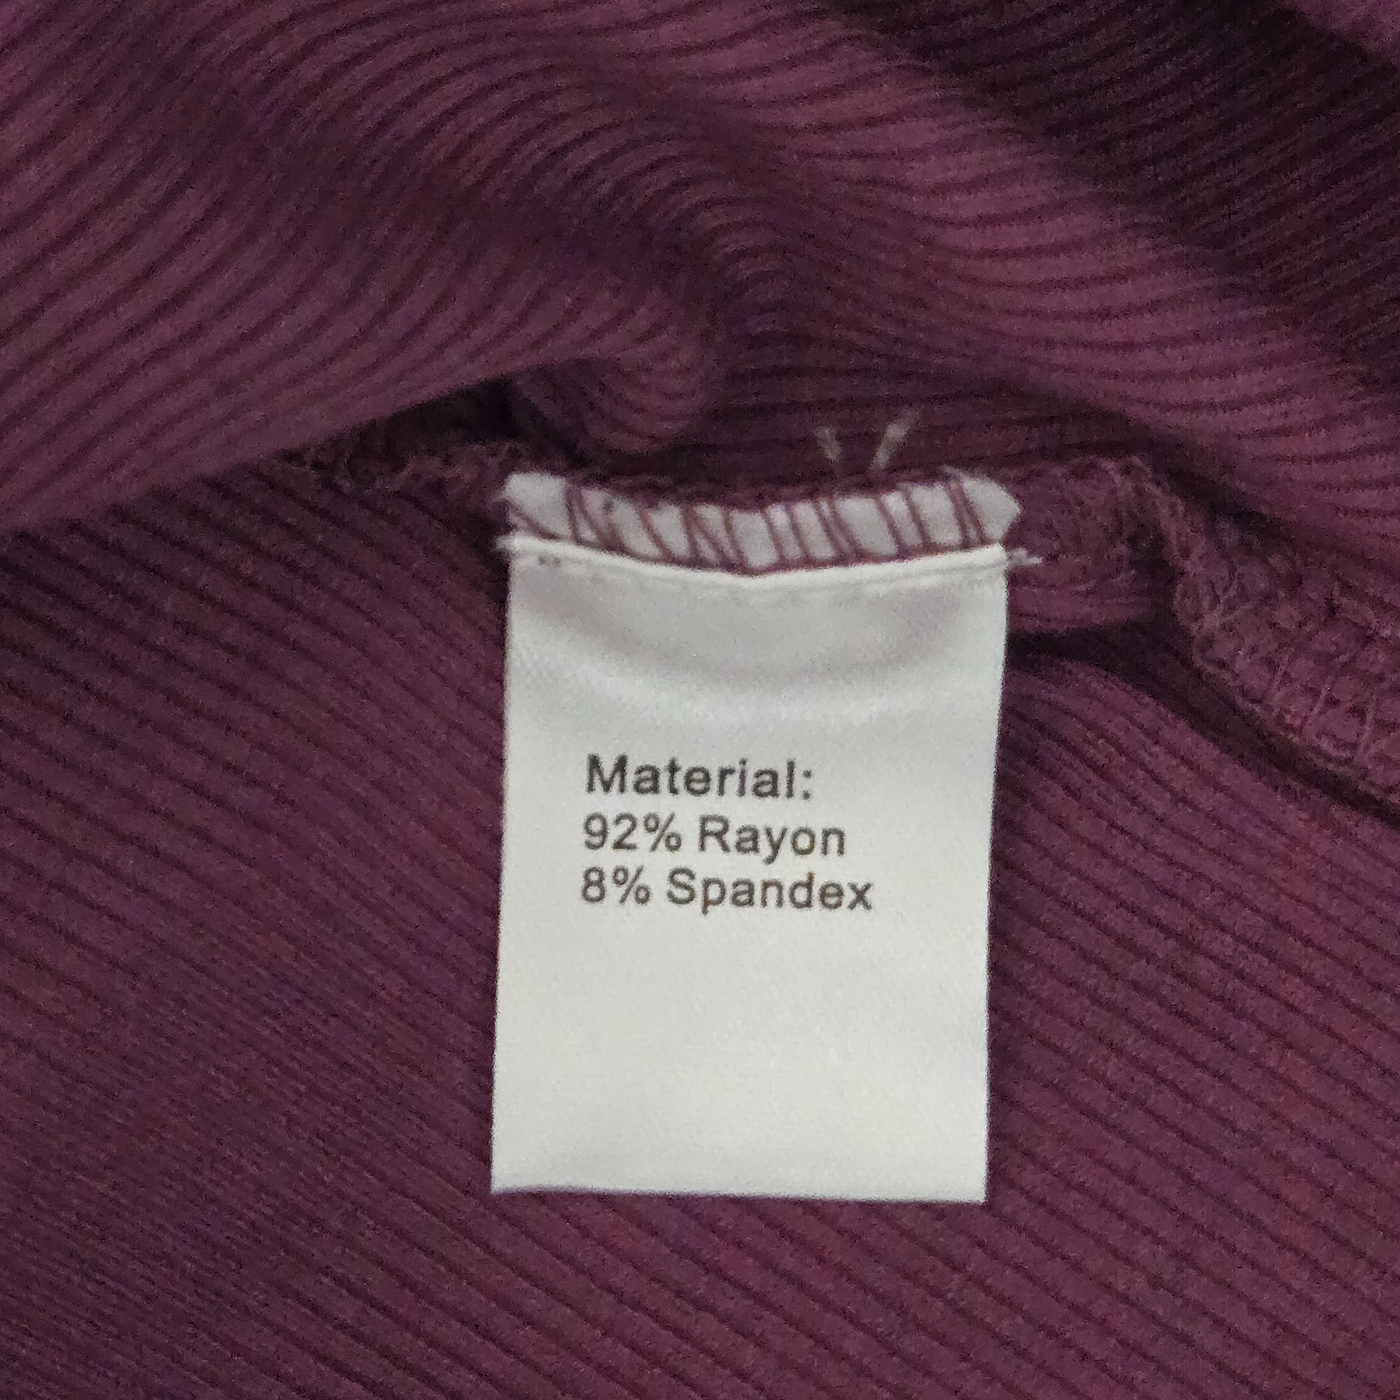 Material:
92% Rayon
8% Spandex